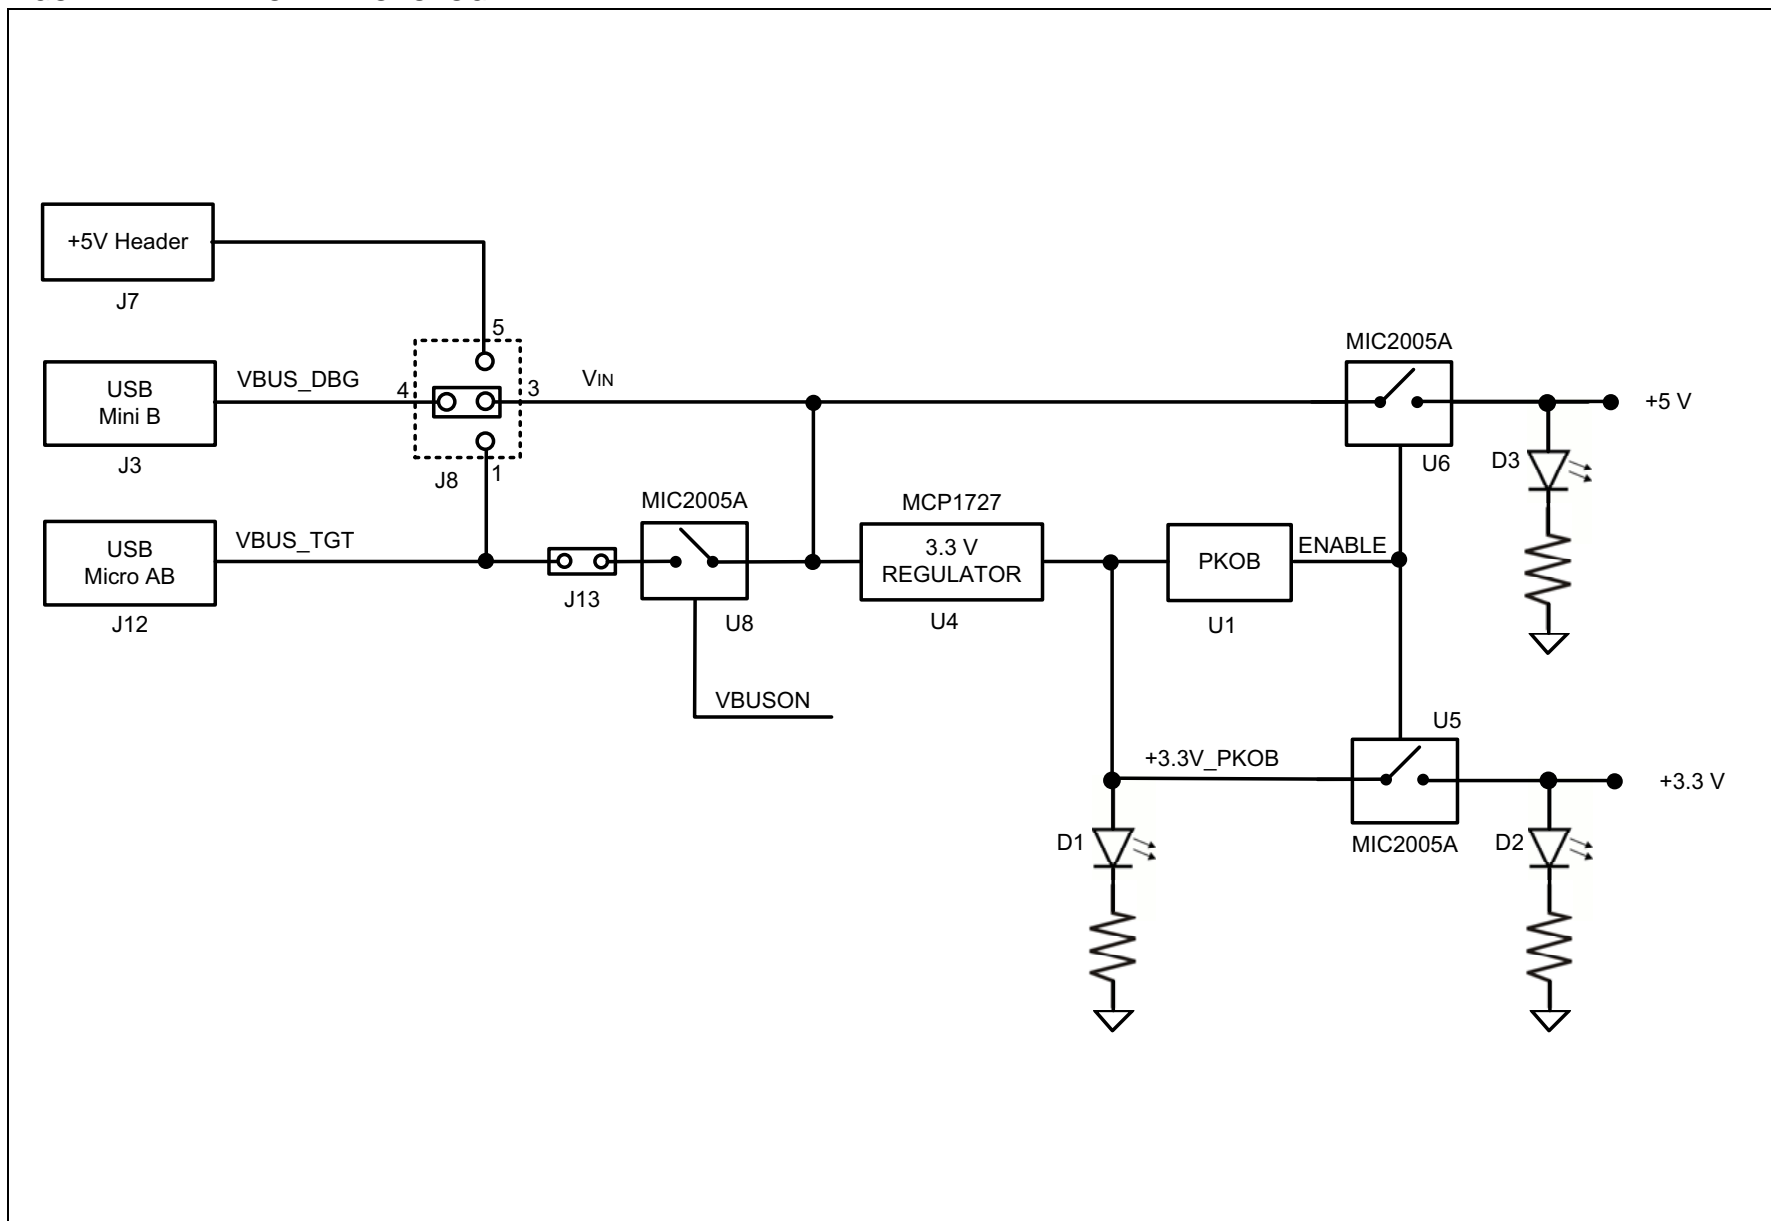 +5V Header
J7
5
MIC2005A
USB
Mini B
VBUS_DBG
4
3
VIN
+5 V
J3
J8
1
U6
D3
MIC2005A
MCP1727
USB
Micro AB
VBUS_TGT
3.3 V
REGULATOR
PKOB
ENABLE
J12
J13
U8
U4
U1
VBUSON
U5
+3.3V_PKOB
+3.3 V
D1
MIC2005A
D2